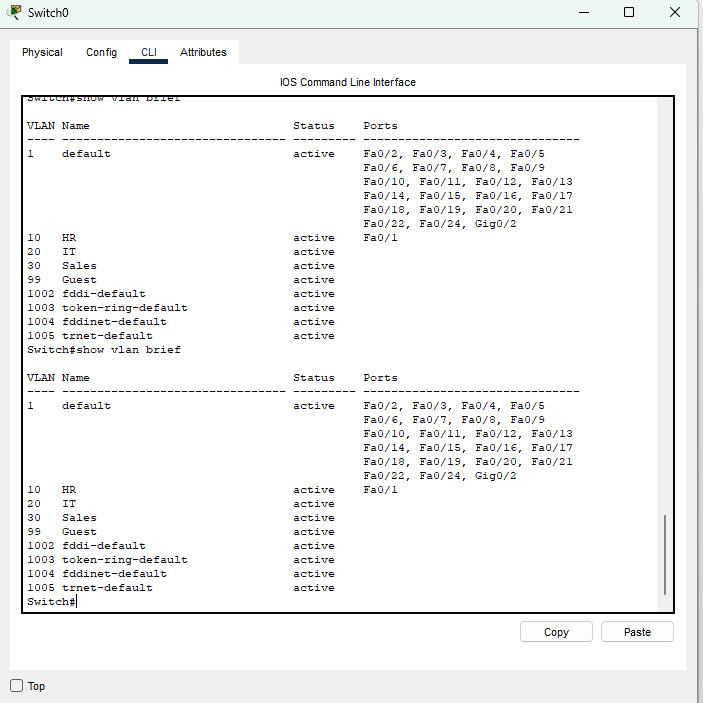 Switch0
Physical Config CLI Attributes
IOS Command Line Interface
Switch#show vlan brief
VLAN Name Status Ports
---- -------------------------------- --------- -------------------------------
1 default active Fa0/2, Fa0/3, Fa0/4, Fa0/5
Fa0/6, Fa0/7, Fa0/8, Fa0/9
Fa0/10, Fa0/11, Fa0/12, Fa0/13
Fa0/14, Fa0/15, Fa0/16, Fa0/17
Fa0/18, Fa0/19, Fa0/20, Fa0/21
Fa0/22, Fa0/24, Gig0/2
10 HR active Fa0/1
20 IT active
30 Sales active
99 Guest active
1002 fddi-default active
1003 token-ring-default active
1004 fddinet-default active
1005 trnet-default active
Switch#show vlan brief
VLAN Name Status Ports
---- -------------------------------- --------- -------------------------------
1 default active Fa0/2, Fa0/3, Fa0/4, Fa0/5
Fa0/6, Fa0/7, Fa0/8, Fa0/9
Fa0/10, Fa0/11, Fa0/12, Fa0/13
Fa0/14, Fa0/15, Fa0/16, Fa0/17
Fa0/18, Fa0/19, Fa0/20, Fa0/21
Fa0/22, Fa0/24, Gig0/2
10 HR active Fa0/1
20 IT active
30 Sales active
99 Guest active
1002 fddi-default active
1003 token-ring-default active
1004 fddinet-default active
1005 trnet-default active
Switch#
Copy Paste
Top